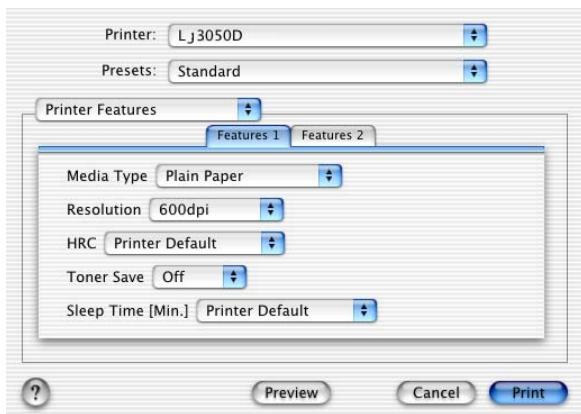 Printer: Lj3050D
Presets: Standard
Printer Features
Features 1 Features 2
Media Type Plain Paper
Resolution 600dpi
HRC Printer Default
Toner Save Off
Sleep Time [Min.] Printer Default
? Preview Cancel Print